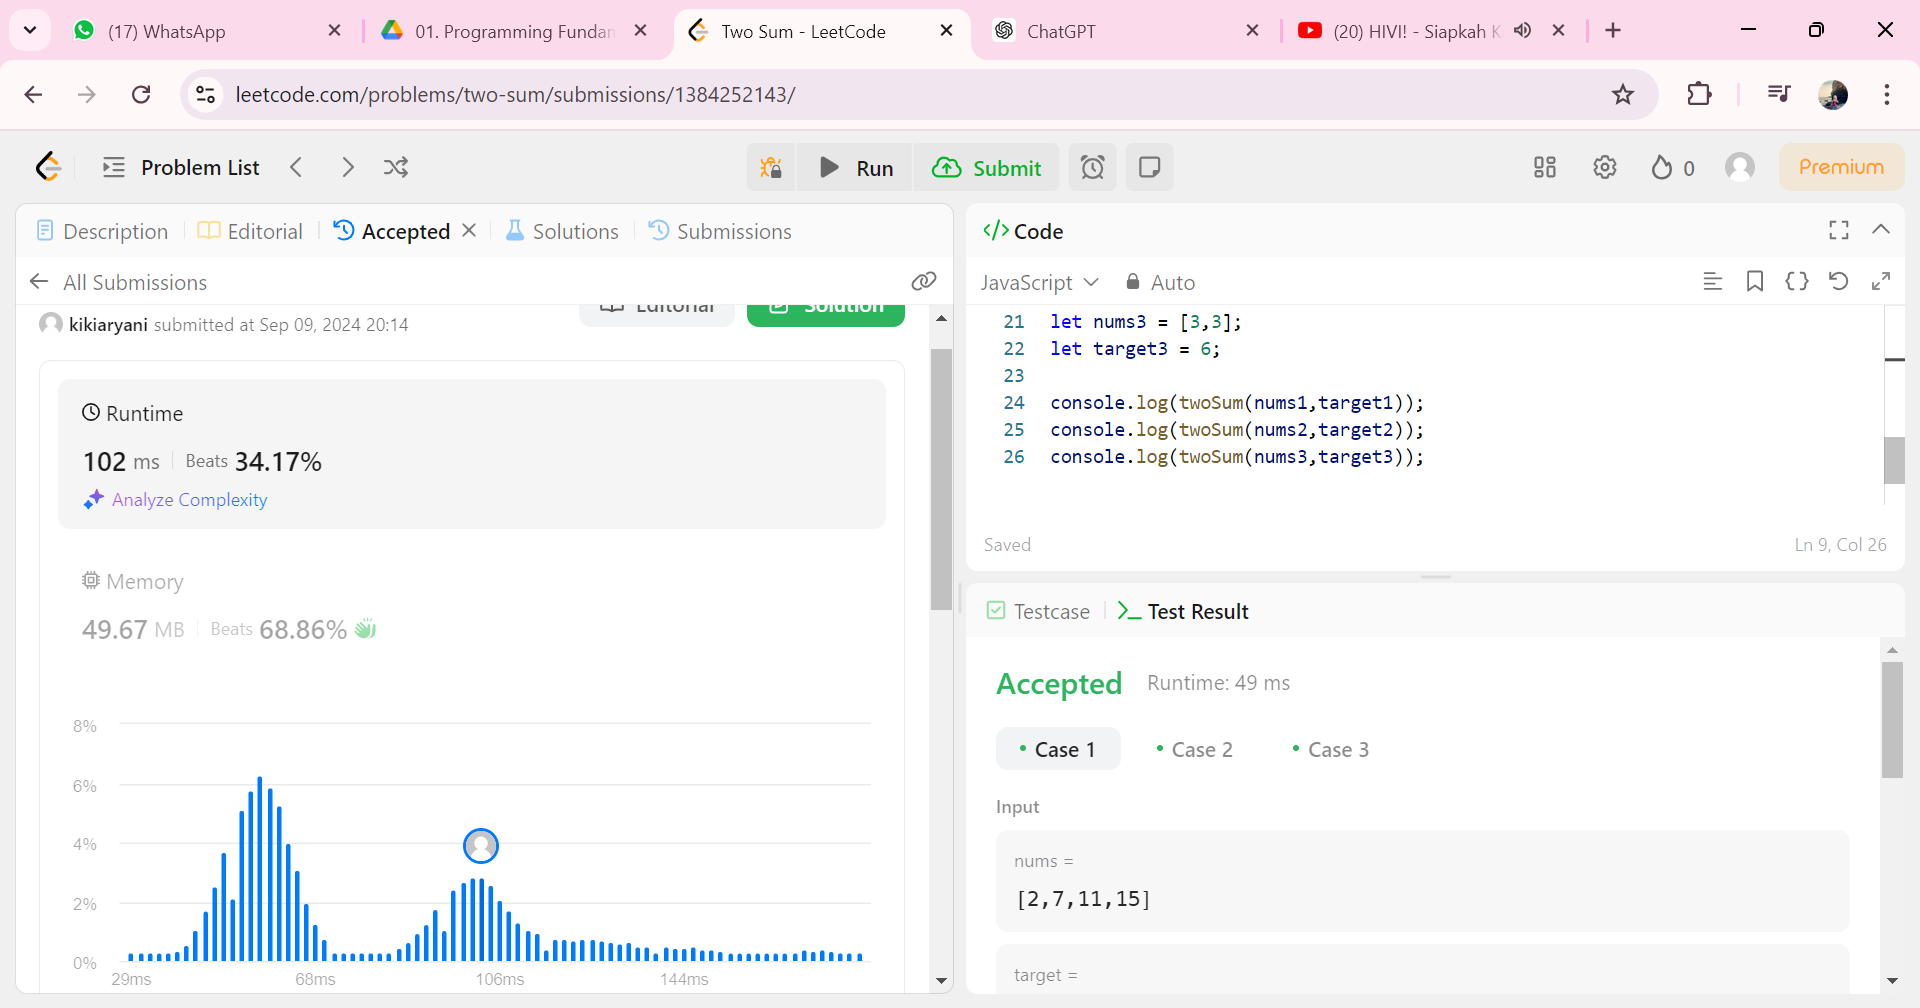 (17) WhatsApp
01. Programming Fundan
Two Sum - LeetCode
ChatGPT
(20) HIVI! - Siapkah K
leetcode.com/problems/two-sum/submissions/1384252143/
Problem List
Run
Submit
0
Premium
Description
Editorial
Accepted
Solutions
Submissions
All Submissions
Editorial
Solution
kikiaryani submitted at Sep 09, 2024 20:14
Runtime
102 ms
Beats 34.17%
Analyze Complexity
Memory
49.67 MB
Beats 68.86%
8%
6%
4%
2%
0%
29ms
68ms
106ms
144ms
</> Code
JavaScript
Auto
21 let nums3 = [3,3];
22 let target3 = 6;
23
24 console.log(twoSum(nums1,target1));
25 console.log(twoSum(nums2,target2));
26 console.log(twoSum(nums3,target3));
Saved
Ln 9, Col 26
Testcase
Test Result
Accepted
Runtime: 49 ms
Case 1
Case 2
Case 3
Input
nums =
[2,7,11,15]
target =